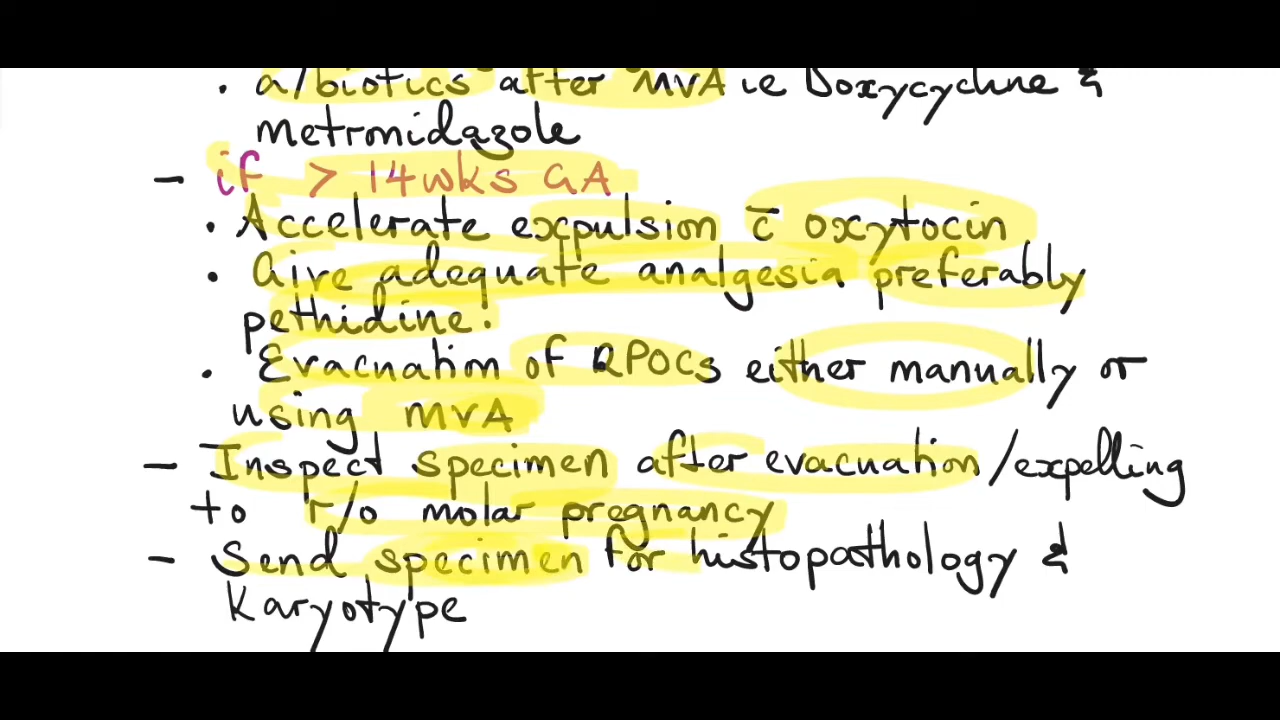 · a/biotics after MVA ie Doxycycline &
Metronidazole
- if > 14wks GA
· Accelerate expulsion c̄ oxytocin
· Give adequate analgesia preferably
pethidine.
· Evacuation of RPOCs either manually or
using MVA
- Inspect specimen after evacuation/expelling
to r/o molar pregnancy
- Send specimen for histopathology &
Karyotype